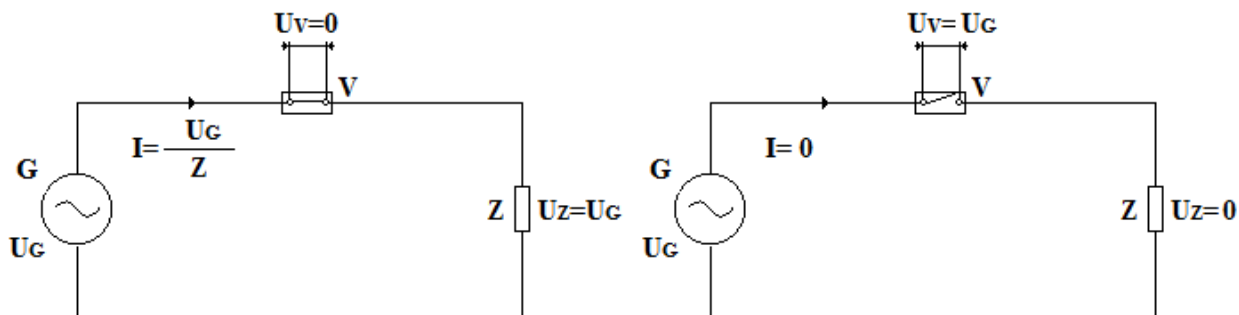 UV=0
V
I= UG
Z
G
Z UZ=UG
UG
UV= UG
V
I= 0
G
Z UZ= 0
UG